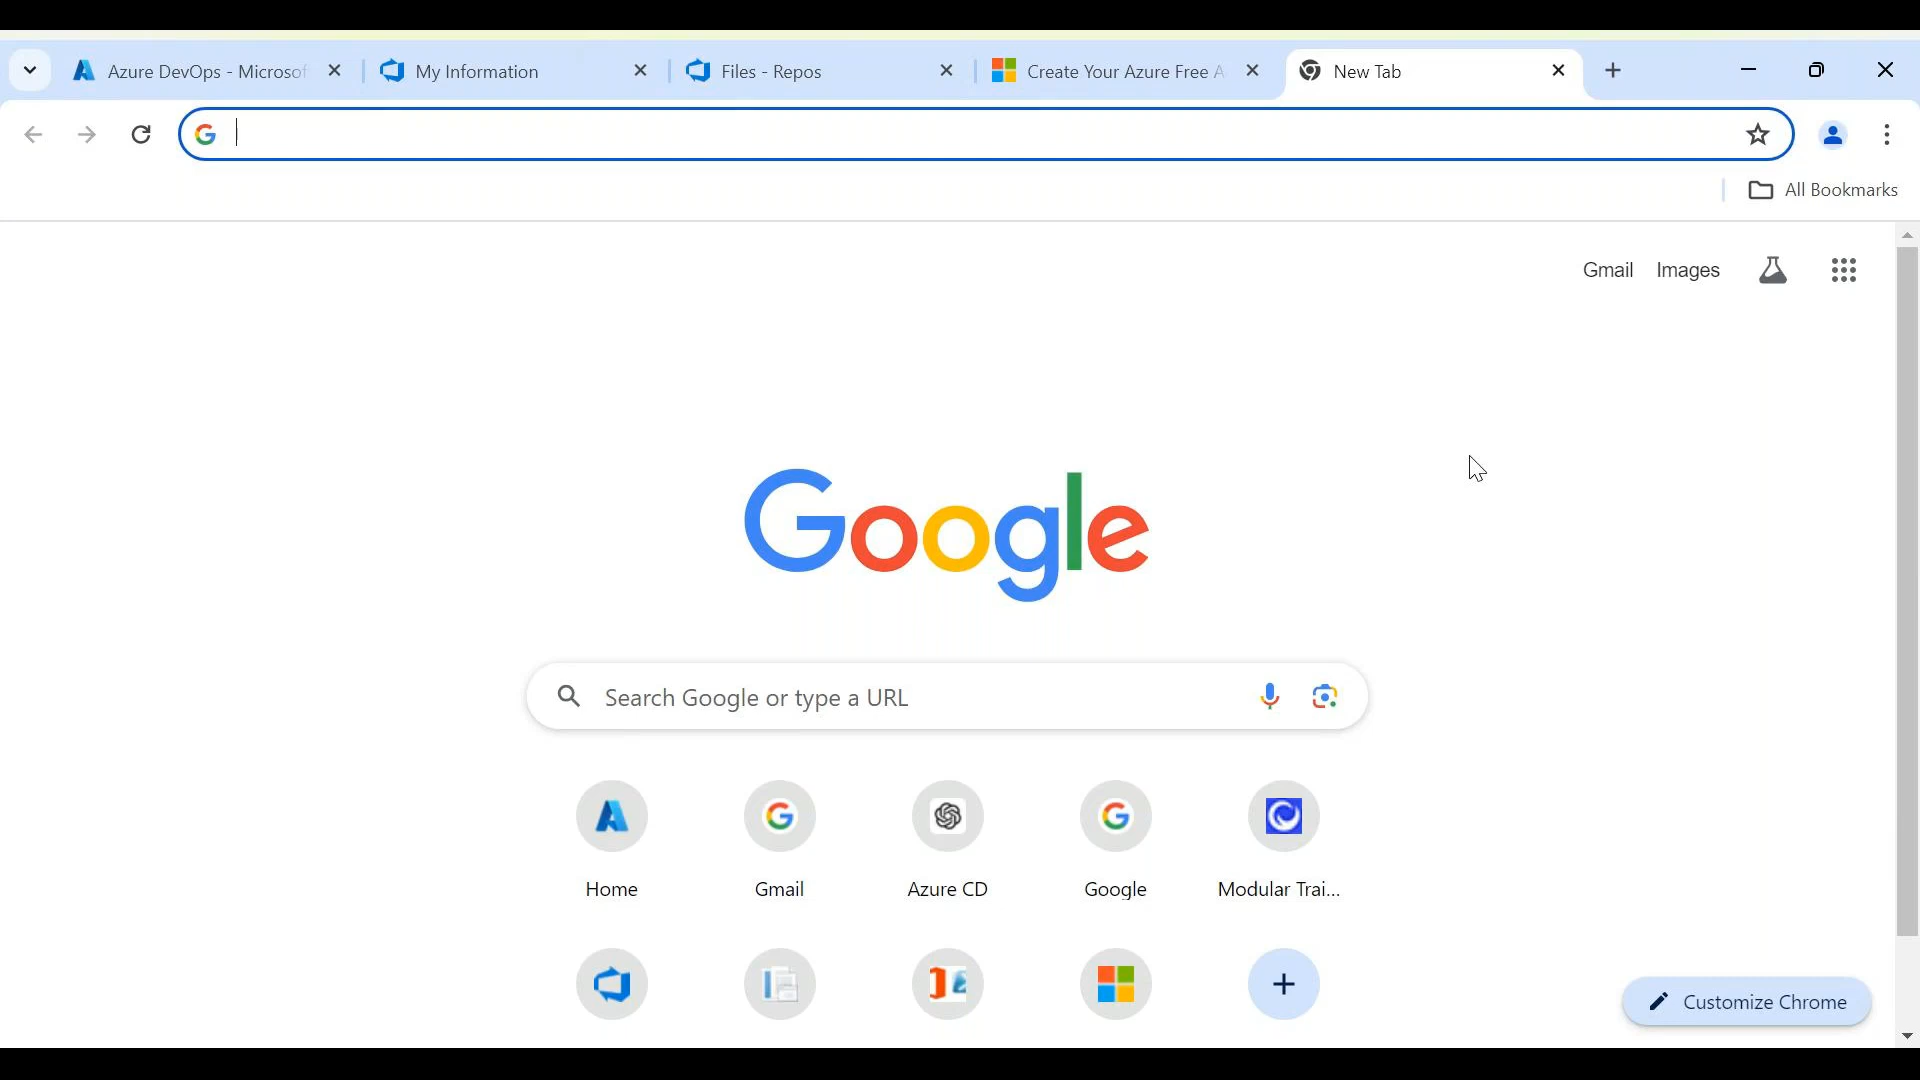 Azure DevOps - Microsof
My Information
Files - Repos
Create Your Azure Free A
New Tab
All Bookmarks
Gmail
Images
Google
Search Google or type a URL
Home
Gmail
Azure CD
Google
Modular Trai...
Customize Chrome